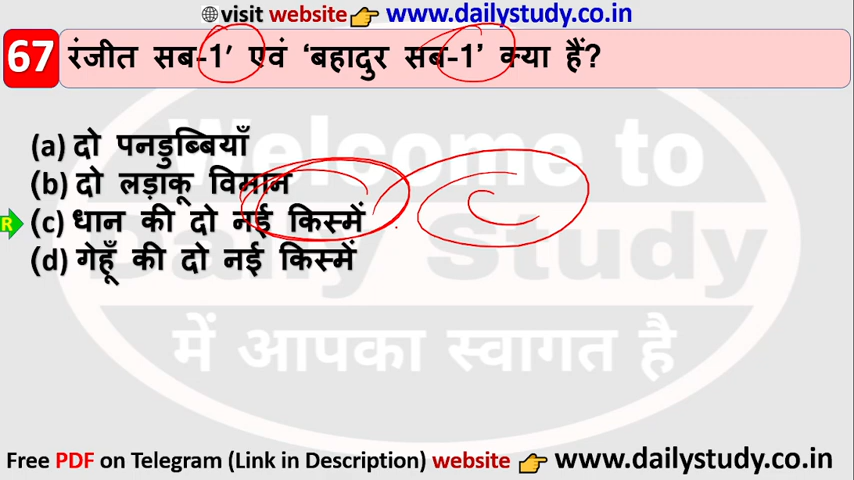 visit website 👉 www.dailystudy.co.in
67 रंजीत सब-1' एवं 'बहादुर सब-1' क्या हैं?
Welcome to
(a) दो पनडुब्बियाँ
(b) दो लड़ाकू विमान
R (c) धान की दो नई किस्में
Daily Study
(d) गेहूँ की दो नई किस्में
में आपका स्वागत है
Free PDF on Telegram (Link in Description) website 👉 www.dailystudy.co.in